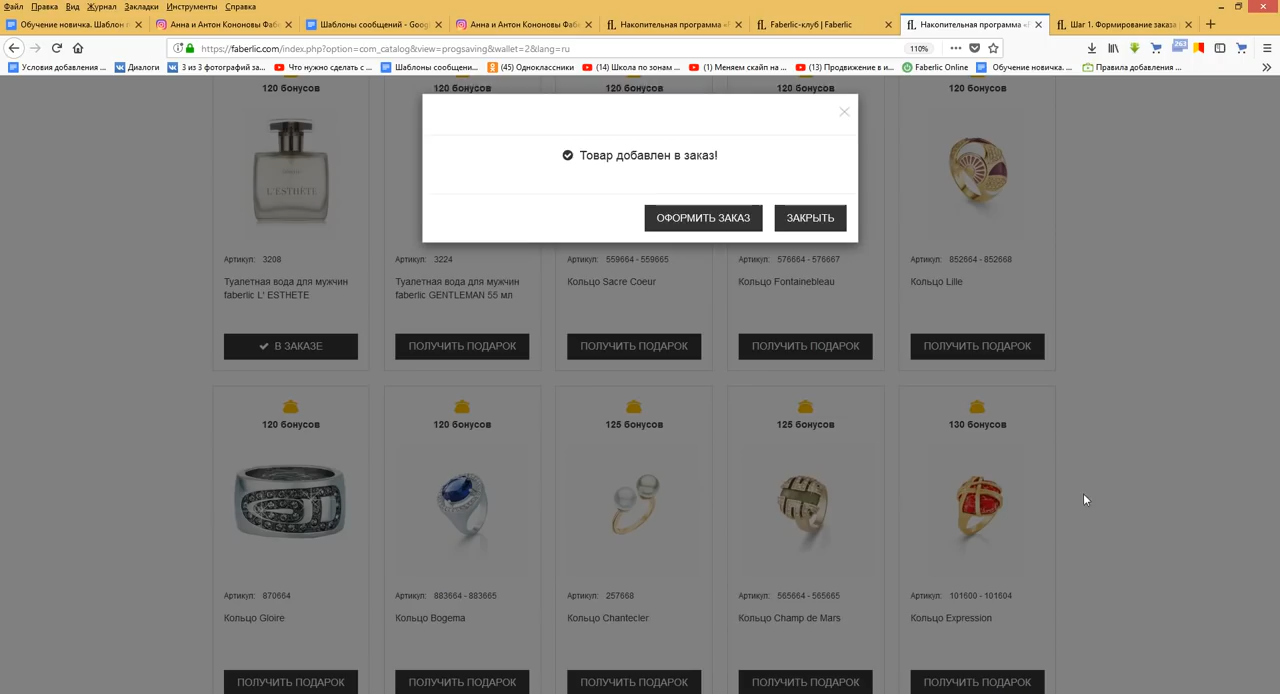 Файл Правка Вид Журнал Закладки Инструменты Справка
Обучение новичка. Шаблон п
Анна и Антон Кононовы Фабе
Шаблоны сообщений - Goog
Анна и Антон Кононовы Фабе
Накопительная программа «f
Faberlic-клуб | Faberlic
Накопительная программа «f
Шаг 1. Формирование заказа
https://faberlic.com/index.php?option=com_catalog&view=progsaving&wallet=2&lang=ru
110%
263
Условия добавления ...
Диалоги
3 из 3 фотографий за...
Что нужно сделать с ...
Шаблоны сообщени...
(45) Одноклассники
(14) Школа по зонам ...
(1) Меняем скайп на ...
(13) Продвижение в и...
Faberlic Online
Обучение новичка. ...
Правила добавления ...
120 бонусов
120 бонусов
120 бонусов
120 бонусов
120 бонусов
Товар добавлен в заказ!
ОФОРМИТЬ ЗАКАЗ
ЗАКРЫТЬ
L'ESTHÈTE
Артикул: 3208
Туалетная вода для мужчин
faberlic L' ESTHETE
В ЗАКАЗЕ
Артикул: 3224
Туалетная вода для мужчин
faberlic GENTLEMAN 55 мл
ПОЛУЧИТЬ ПОДАРОК
Артикул: 559664 - 559665
Кольцо Sacre Coeur
ПОЛУЧИТЬ ПОДАРОК
Артикул: 576664 - 576667
Кольцо Fontainebleau
ПОЛУЧИТЬ ПОДАРОК
Артикул: 852664 - 852668
Кольцо Lille
ПОЛУЧИТЬ ПОДАРОК
120 бонусов
Артикул: 870664
Кольцо Gloire
ПОЛУЧИТЬ ПОДАРОК
120 бонусов
Артикул: 883664 - 883665
Кольцо Bogema
ПОЛУЧИТЬ ПОДАРОК
125 бонусов
Артикул: 257668
Кольцо Chantecler
ПОЛУЧИТЬ ПОДАРОК
125 бонусов
Артикул: 565664 - 565665
Кольцо Champ de Mars
ПОЛУЧИТЬ ПОДАРОК
130 бонусов
Артикул: 101600 - 101604
Кольцо Expression
ПОЛУЧИТЬ ПОДАРОК